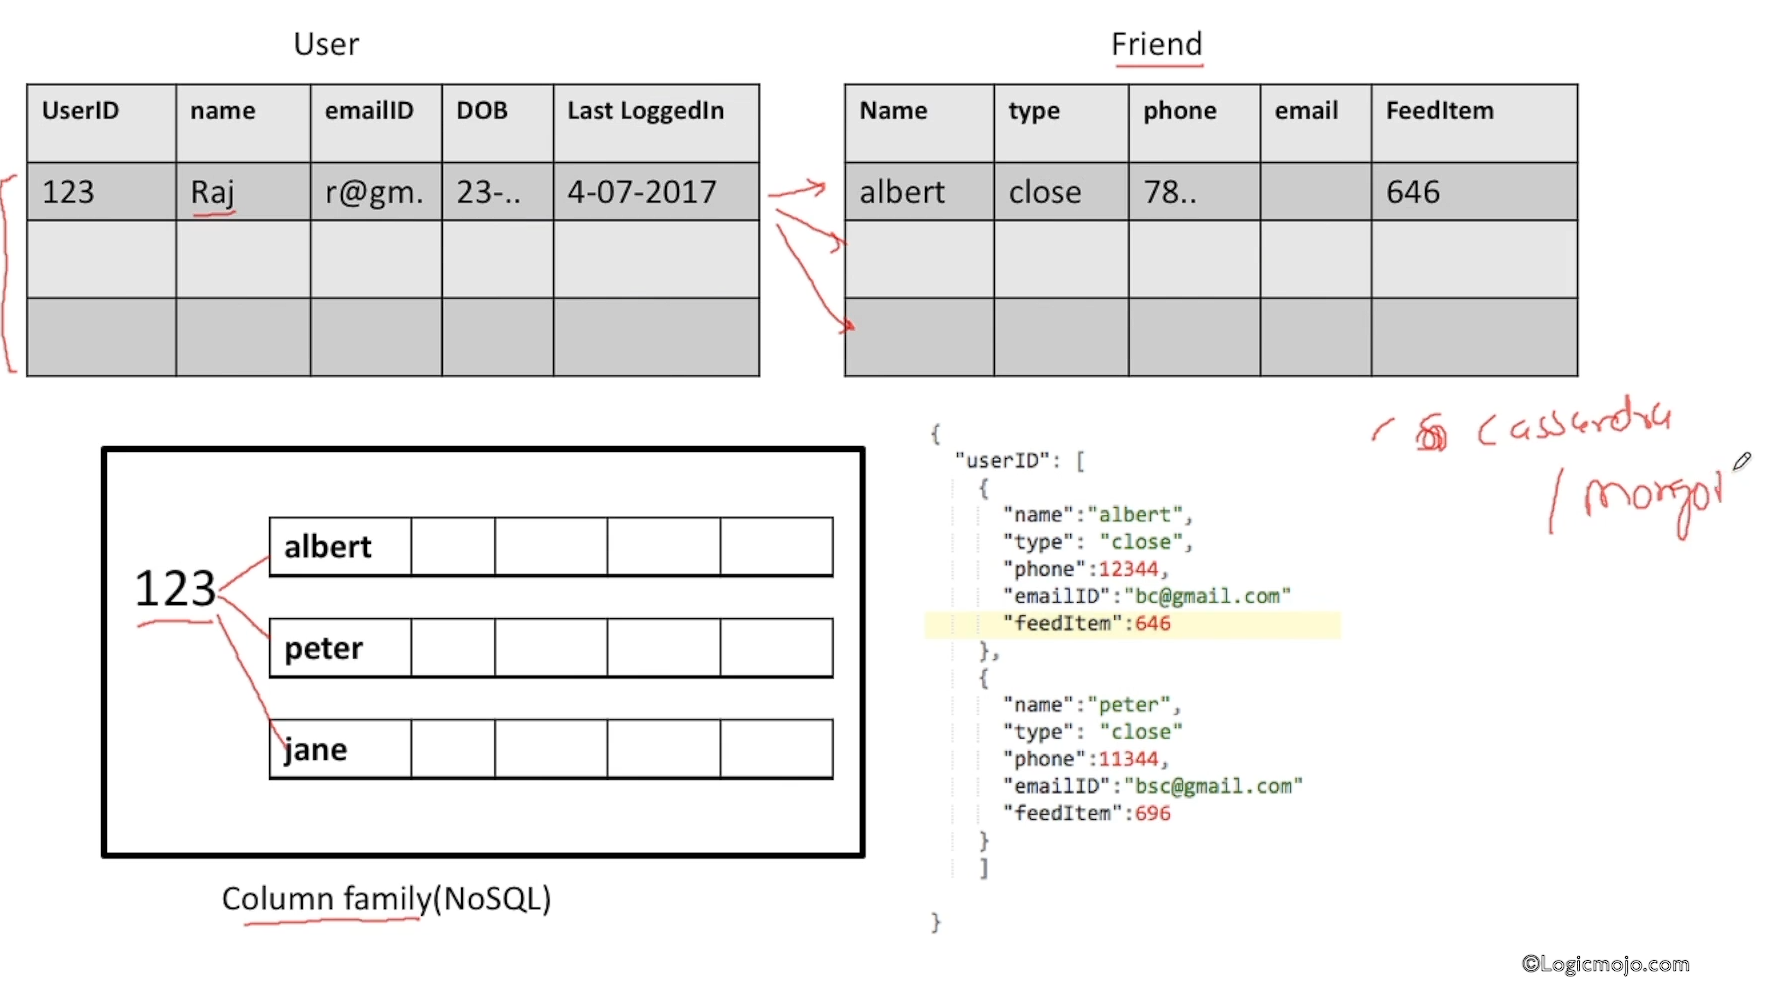 User
UserID name emailID DOB Last LoggedIn
123 Raj r@gm. 23-.. 4-07-2017
Friend
Name type phone email FeedItem
albert close 78.. 646
123
albert
peter
jane
Column family(NoSQL)
{
"userID": [
{
"name":"albert",
"type": "close",
"phone":12344,
"emailID":"bc@gmail.com"
"feedItem":646
},
{
"name":"peter",
"type": "close"
"phone":11344,
"emailID":"bsc@gmail.com"
"feedItem":696
}
]
}
Cassandra
©Logicmojo.com